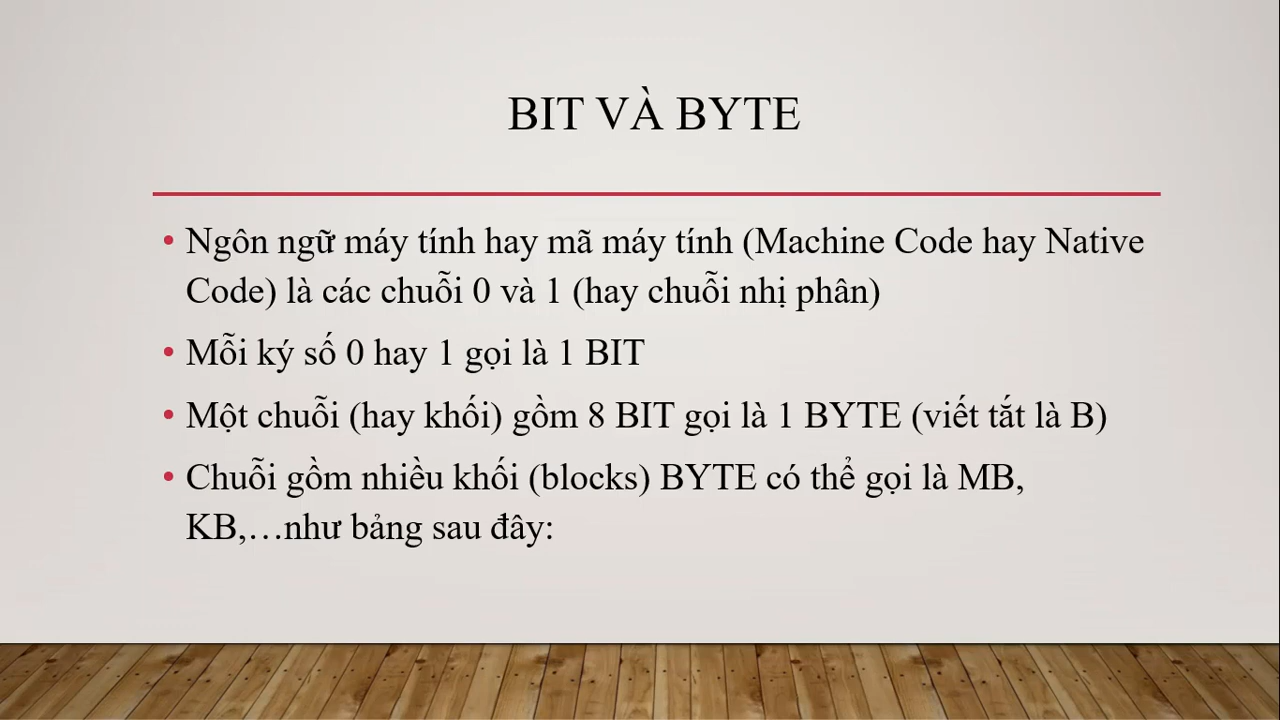 BIT VÀ BYTE
• Ngôn ngữ máy tính hay mã máy tính (Machine Code hay Native
Code) là các chuỗi 0 và 1 (hay chuỗi nhị phân)
• Mỗi ký số 0 hay 1 gọi là 1 BIT
• Một chuỗi (hay khối) gồm 8 BIT gọi là 1 BYTE (viết tắt là B)
• Chuỗi gồm nhiều khối (blocks) BYTE có thể gọi là MB,
KB,…như bảng sau đây: